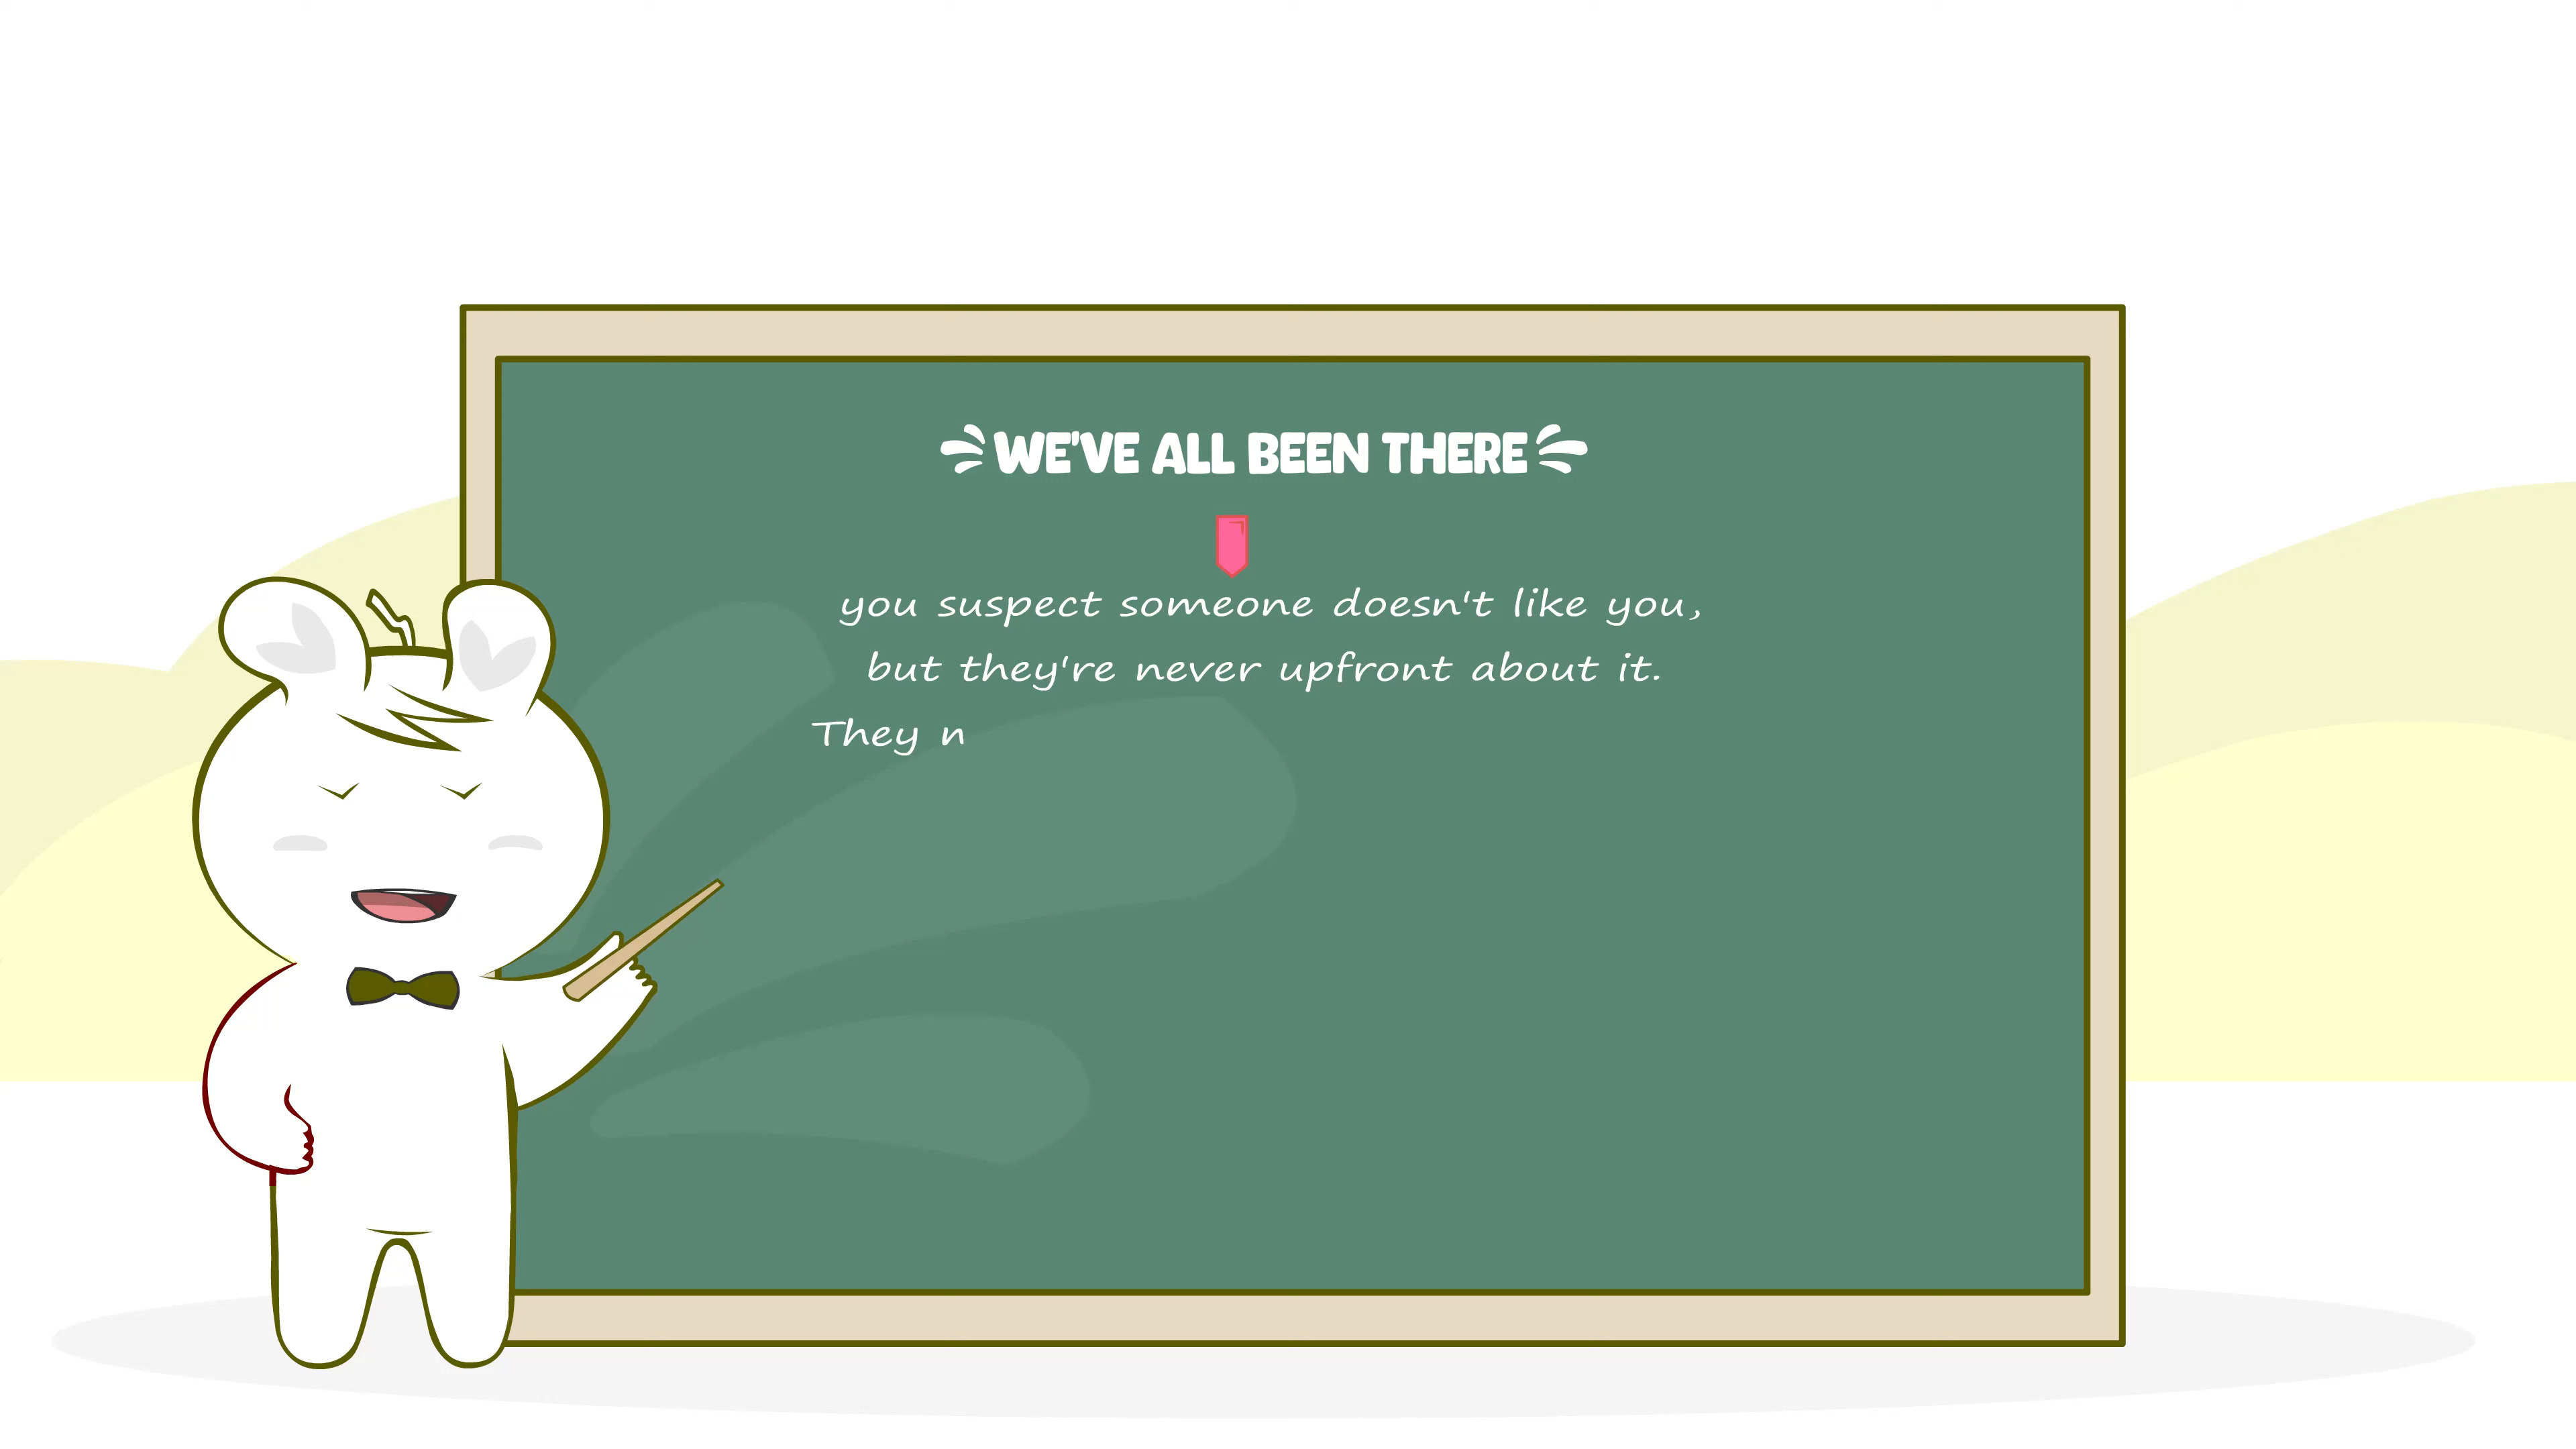 WE'VE ALL BEEN THERE
you suspect someone doesn't like you,
but they're never upfront about it.
They n